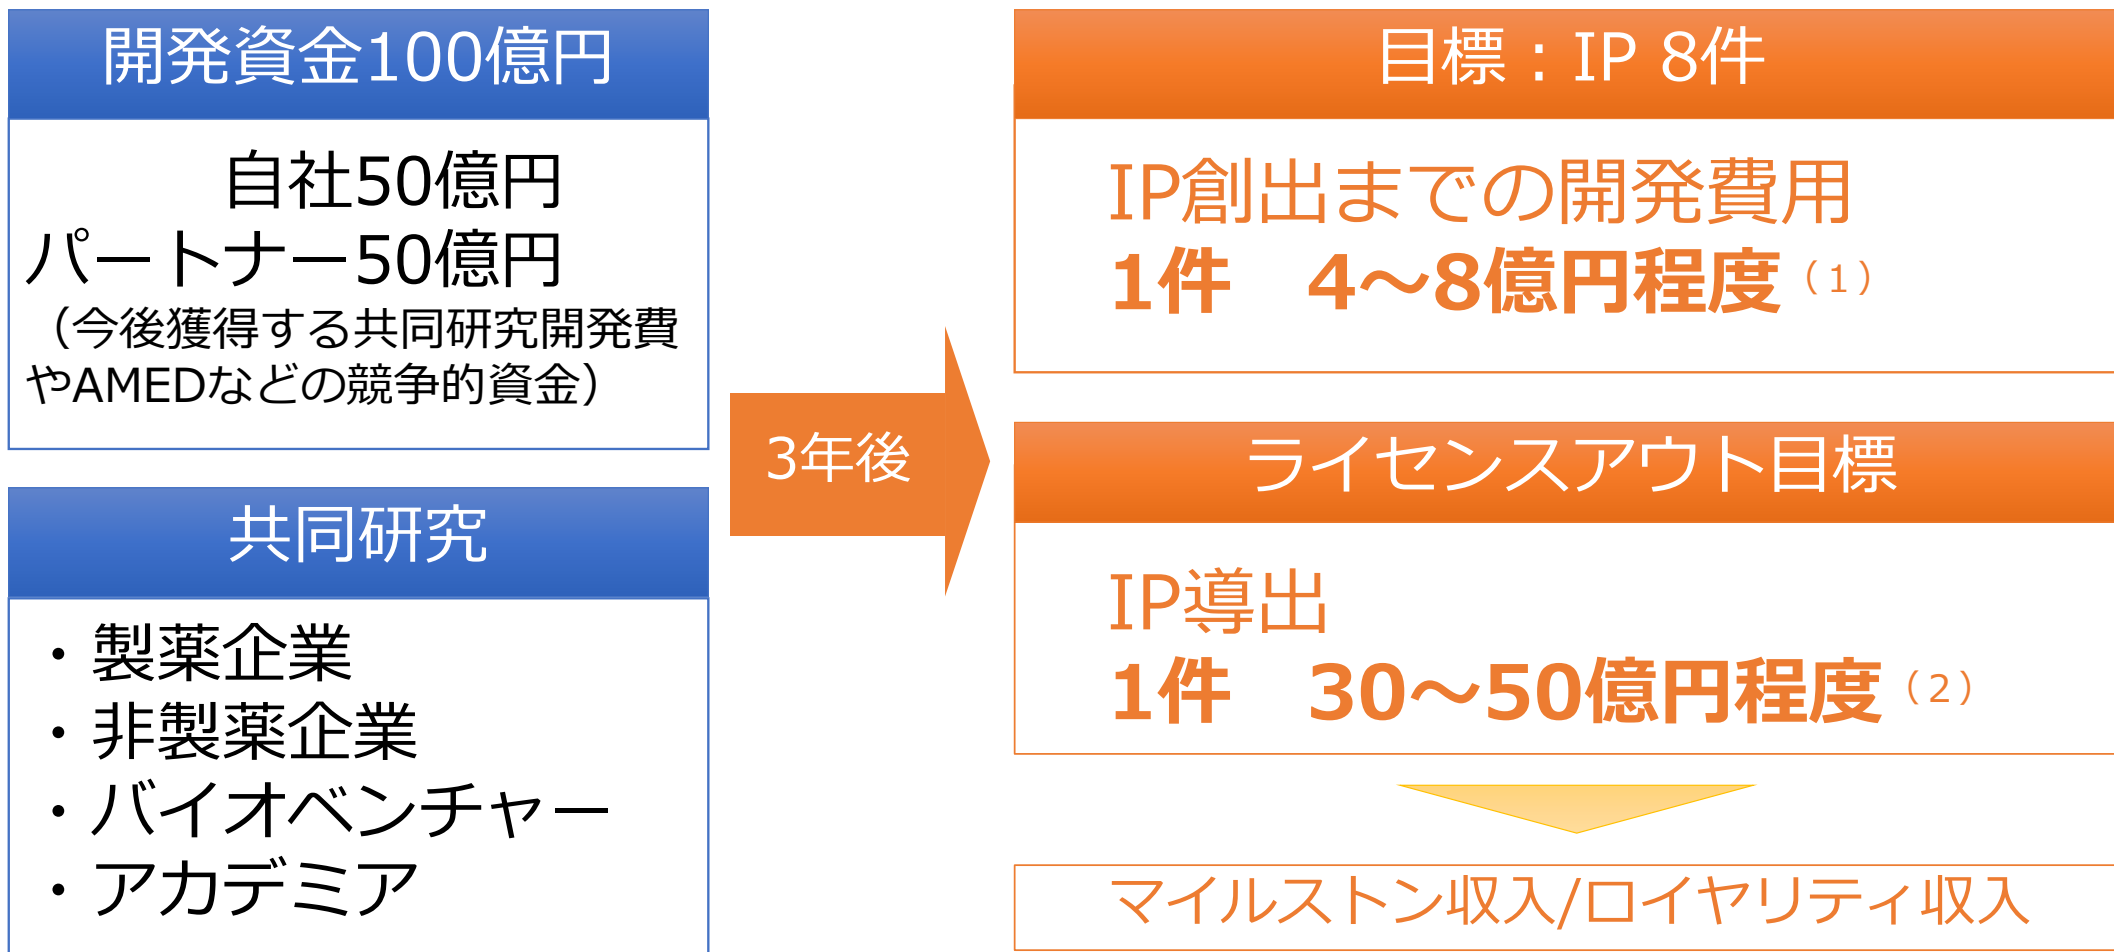 開発資金100億円
自社50億円
パートナー50億円
（今後獲得する共同研究開発費
やAMEDなどの競争的資金）
共同研究
・製薬企業
・非製薬企業
・バイオベンチャー
・アカデミア
3年後
目標：IP 8件
IP創出までの開発費用
1件　4～8億円程度（1）
ライセンスアウト目標
IP導出
1件　30～50億円程度（2）
マイルストン収入/ロイヤリティ収入